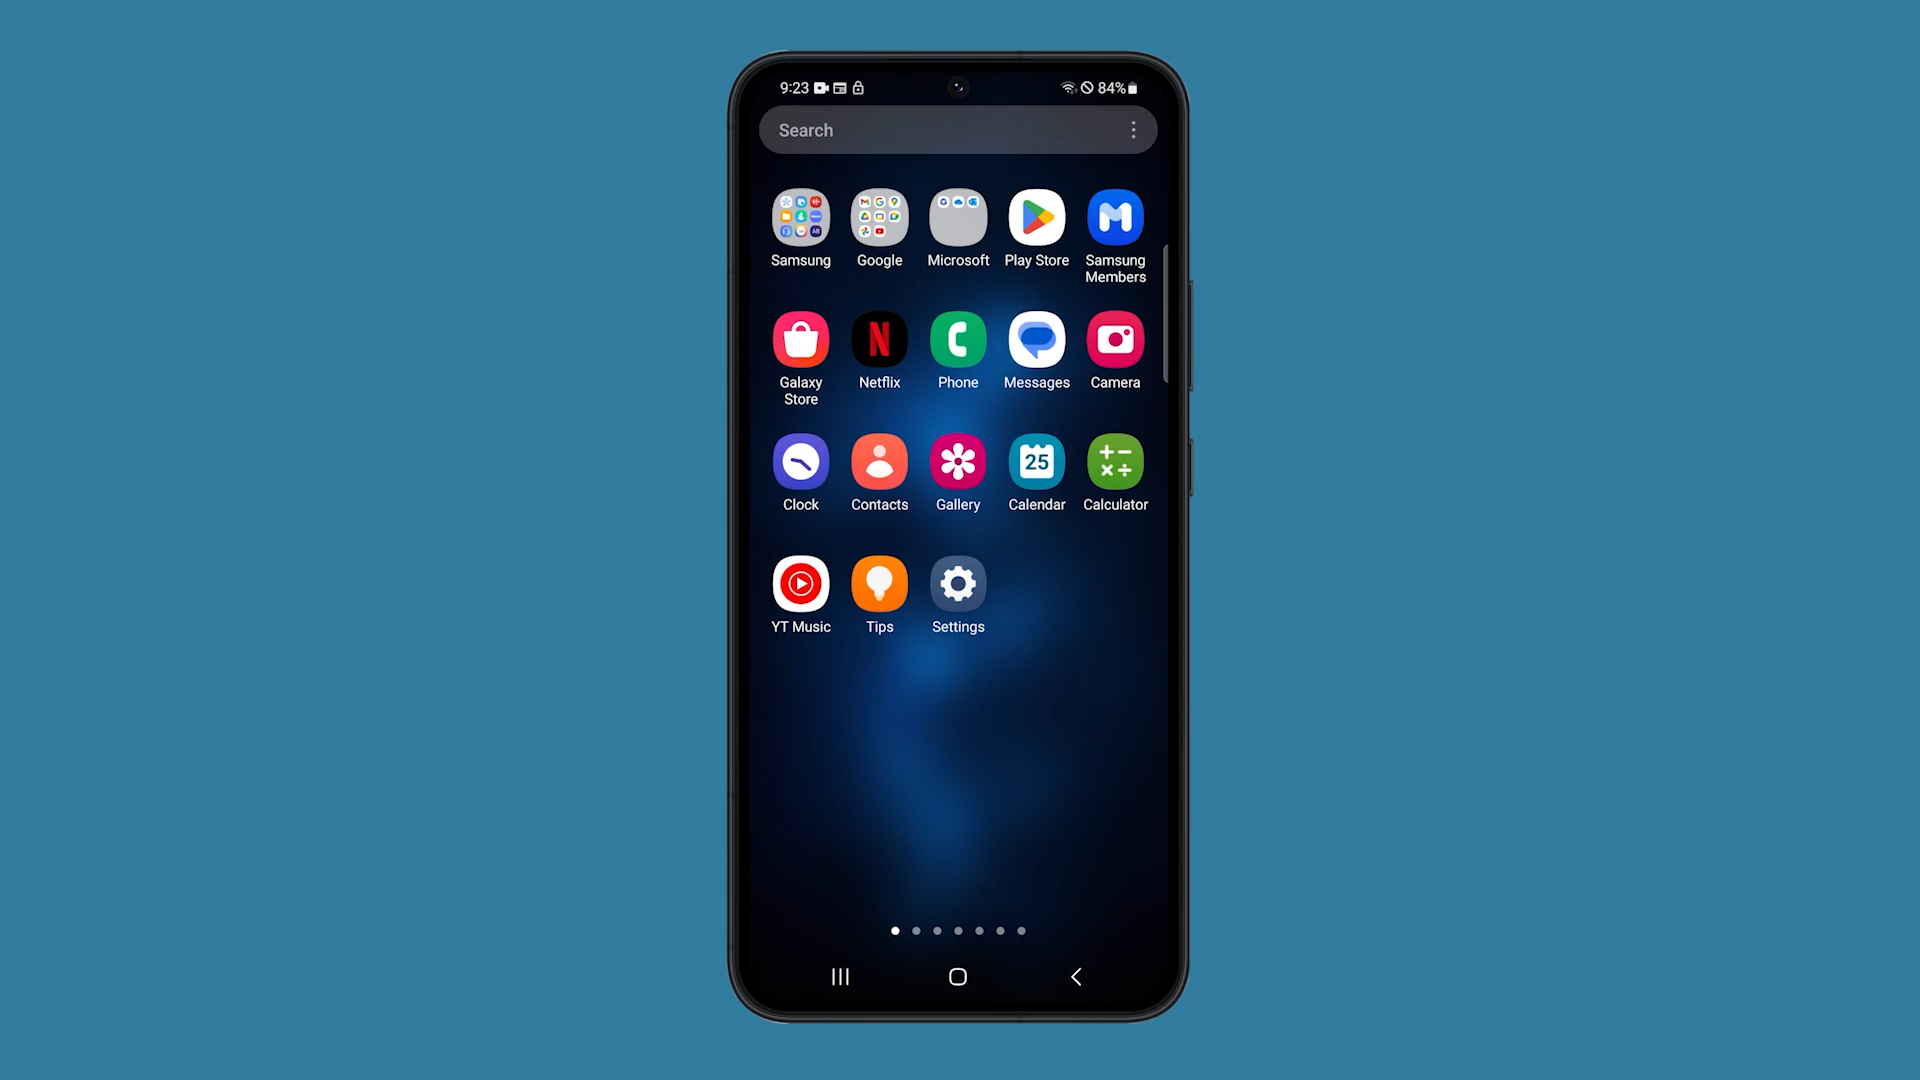 9:23 84%
Search
Samsung Google Microsoft Play Store Samsung Members
Galaxy Store Netflix Phone Messages Camera
25
Clock Contacts Gallery Calendar Calculator
YT Music Tips Settings